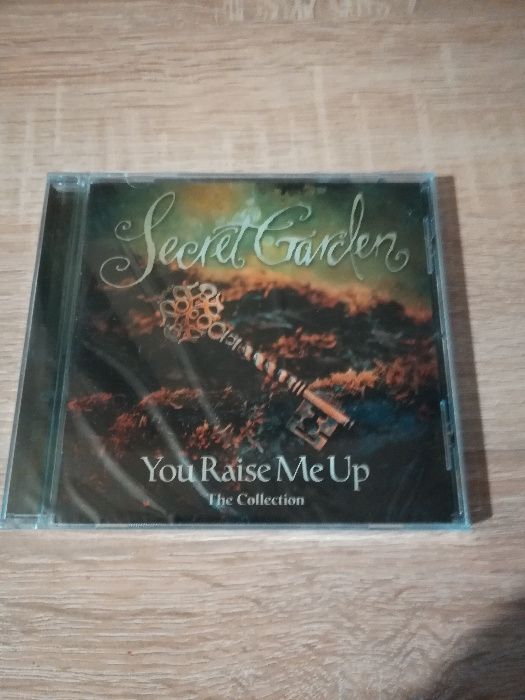 Secret Garden
You Raise Me Up
The Collection